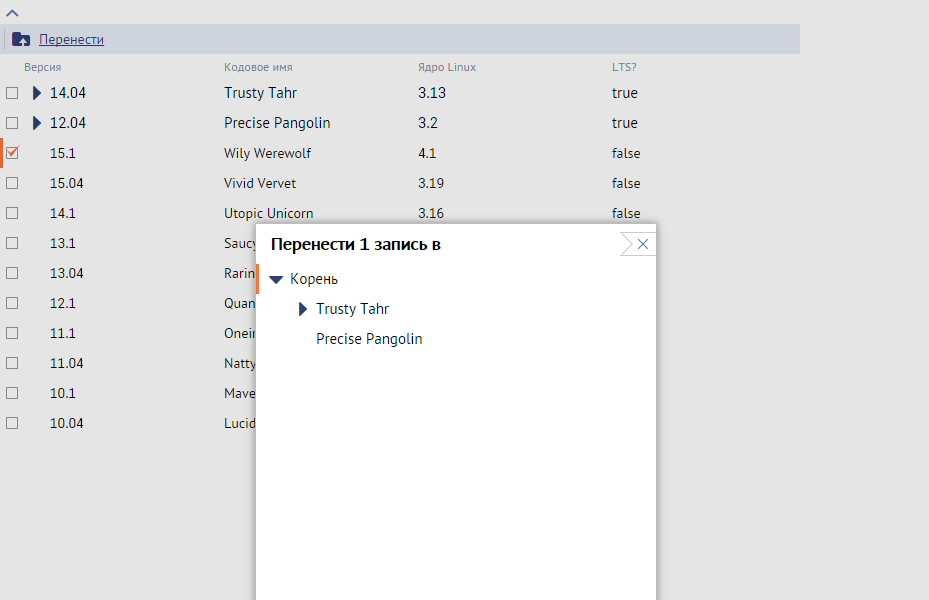 Перенести
Версия Кодовое имя Ядро Linux LTS?
14.04 Trusty Tahr 3.13 true
12.04 Precise Pangolin 3.2 true
15.1 Wily Werewolf 4.1 false
15.04 Vivid Vervet 3.19 false
14.1 Utopic Unicorn 3.16 false
13.1 Saucy
13.04 Rarin
12.1 Quan
11.1 Oneir
11.04 Natty
10.1 Mave
10.04 Lucid
Перенести 1 запись в
Корень
Trusty Tahr
Precise Pangolin